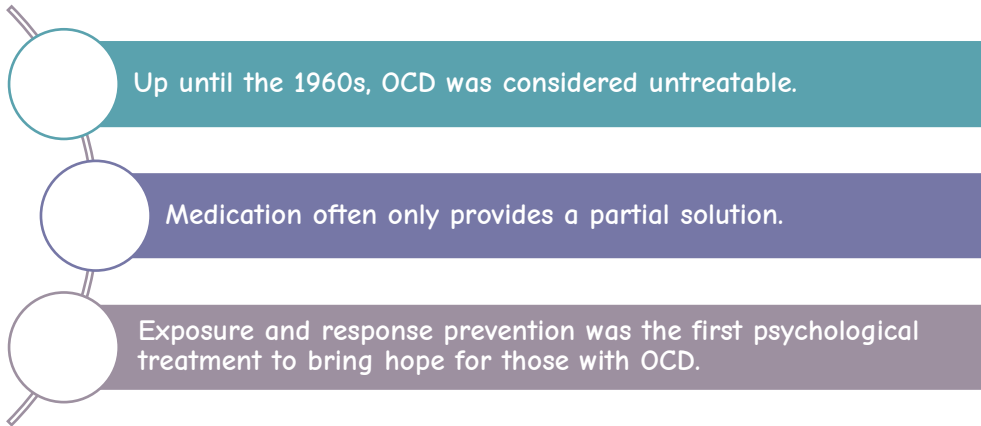 Up until the 1960s, OCD was considered untreatable.
Medication often only provides a partial solution.
Exposure and response prevention was the first psychological
treatment to bring hope for those with OCD.